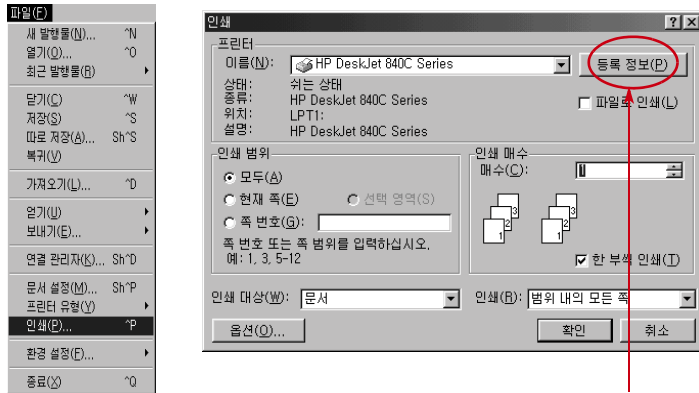 파일(F)
새 발행물(N)... ^N
열기(O)... ^O
최근 발행물(R)
닫기(C) ^W
저장(S) ^S
따로 저장(A)... Sh^S
복귀(V)
가져오기(L)... ^D
얻기(U)
보내기(E)...
연결 관리자(K)... Sh^D
문서 설정(M)... Sh^P
프린터 유형(Y)
인쇄(P)... ^P
환경 설정(F)...
종료(X) ^Q
인쇄
프린터
이름(N): HP DeskJet 840C Series 등록 정보(P)
상태: 쉬는 상태
종류: HP DeskJet 840C Series
위치: LPT1: 파일로 인쇄(L)
설명: HP DeskJet 840C Series
인쇄 범위
모두(A)
현재 쪽(E) 선택 영역(S)
쪽 번호(G):
쪽 번호 또는 쪽 범위를 입력하십시오.
예: 1, 3, 5-12
인쇄 매수
매수(C): 1
1 2 3 1 2 3
한 부씩 인쇄(T)
인쇄 대상(W): 문서 인쇄(R): 범위 내의 모든 쪽
옵션(O)... 확인 취소